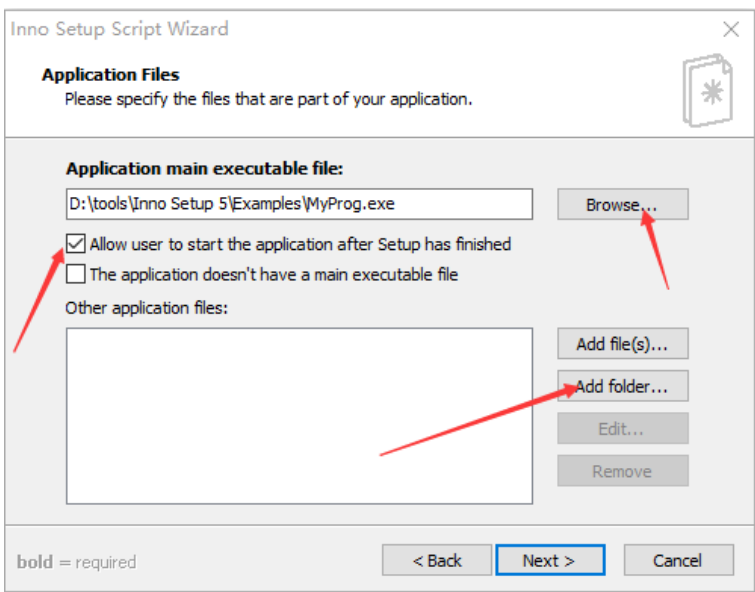 Inno Setup Script Wizard
Application Files
Please specify the files that are part of your application.
Application main executable file:
D:\tools\Inno Setup 5\Examples\MyProg.exe
Browse...
Allow user to start the application after Setup has finished
The application doesn't have a main executable file
Other application files:
Add file(s)...
Add folder...
Edit...
Remove
bold = required
< Back
Next >
Cancel